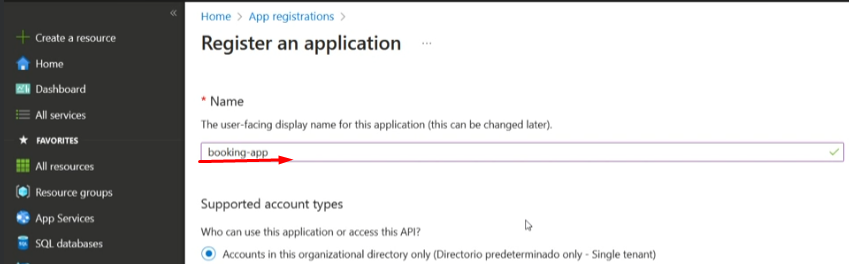 «
Home > App registrations >
Create a resource
Register an application ...
Home
Dashboard
* Name
All services
The user-facing display name for this application (this can be changed later).
FAVORITES
booking-app
All resources
Resource groups
Supported account types
App Services
Who can use this application or access this API?
SQL databases
Accounts in this organizational directory only (Directorio predeterminado only - Single tenant)